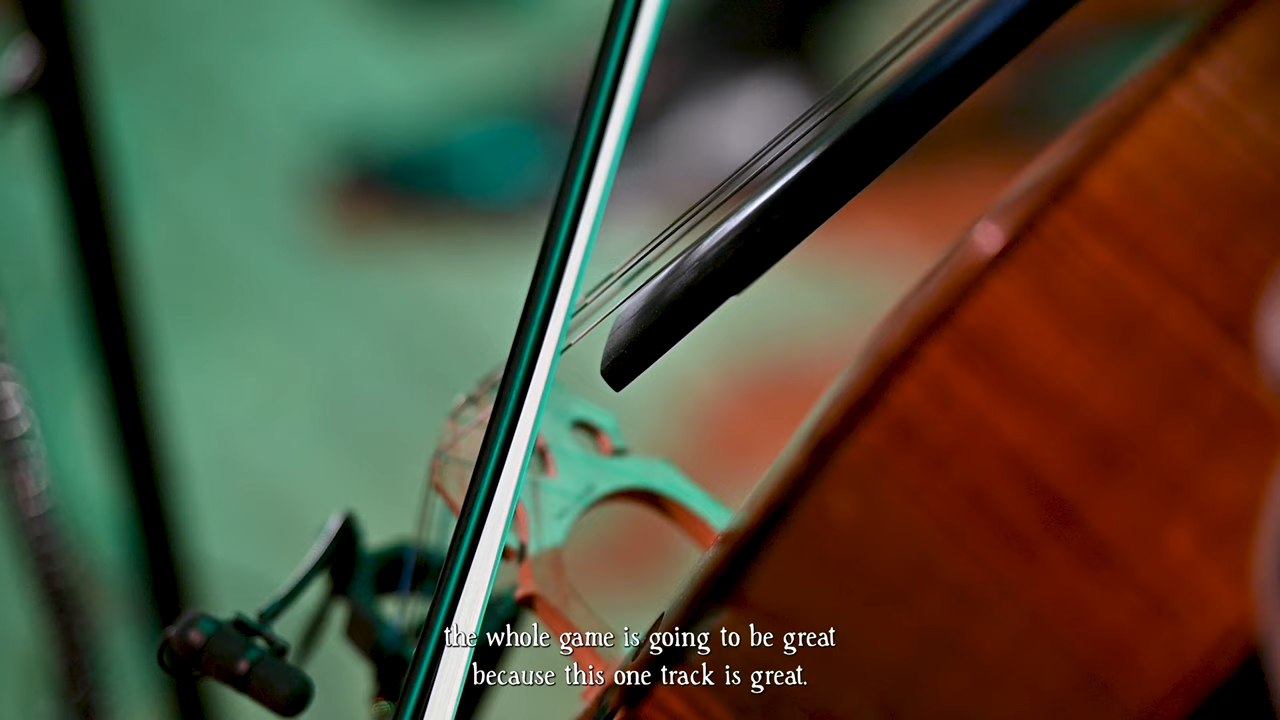 the whole game is going to be great
because this one track is great.